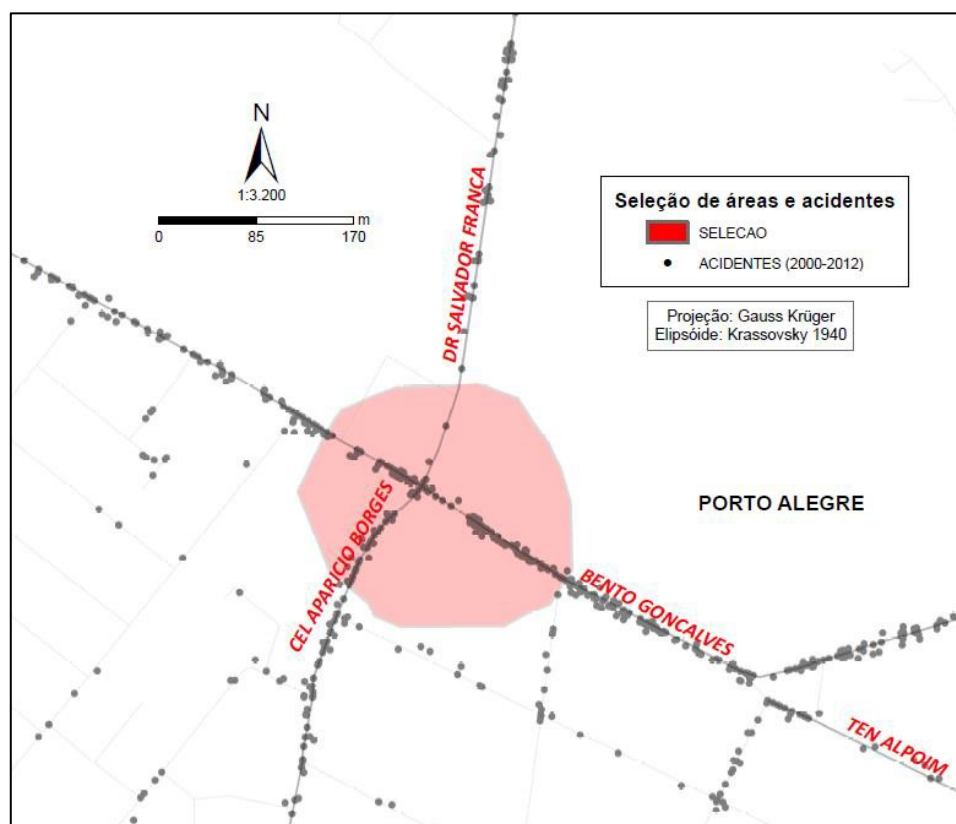 N
1:3.200
m
0 85 170
DR SALVADOR FRANCA
Seleção de áreas e acidentes
SELECAO
ACIDENTES (2000-2012)
Projeção: Gauss Krüger
Elipsóide: Krassovsky 1940
CEL APARICIO BORGES
PORTO ALEGRE
BENTO GONCALVES
TEN ALPOIM